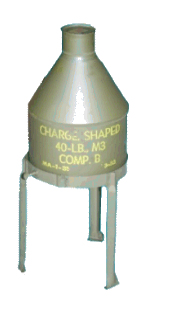 CHARGE, SHAPED
40-LB., M3
COMP. B